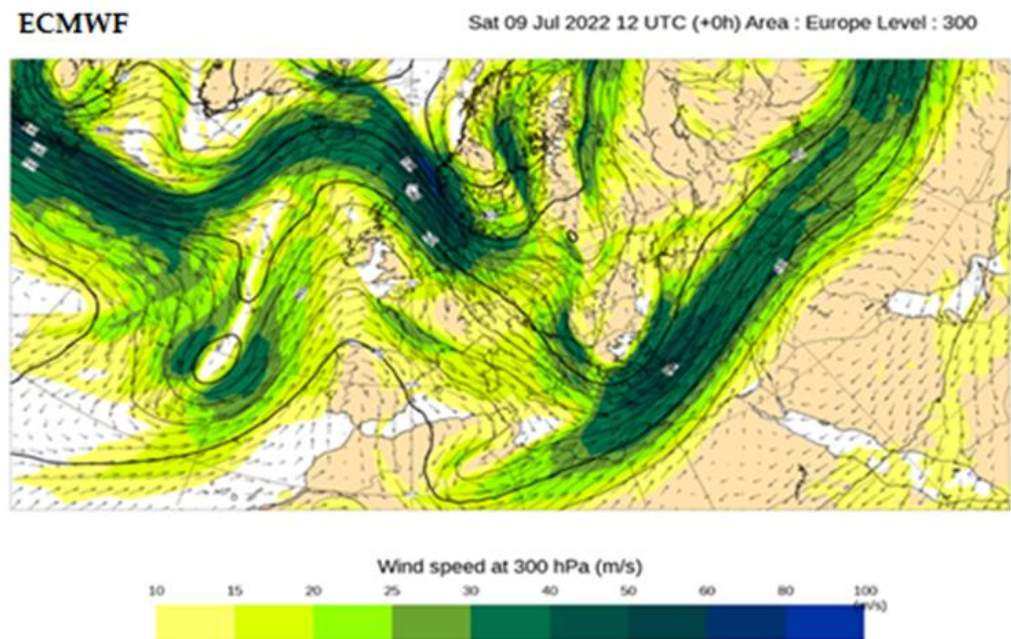 ECMWF
Sat 09 Jul 2022 12 UTC (+0h) Area : Europe Level : 300
Wind speed at 300 hPa (m/s)
10 15 20 25 30 40 50 60 80 100
(m/s)